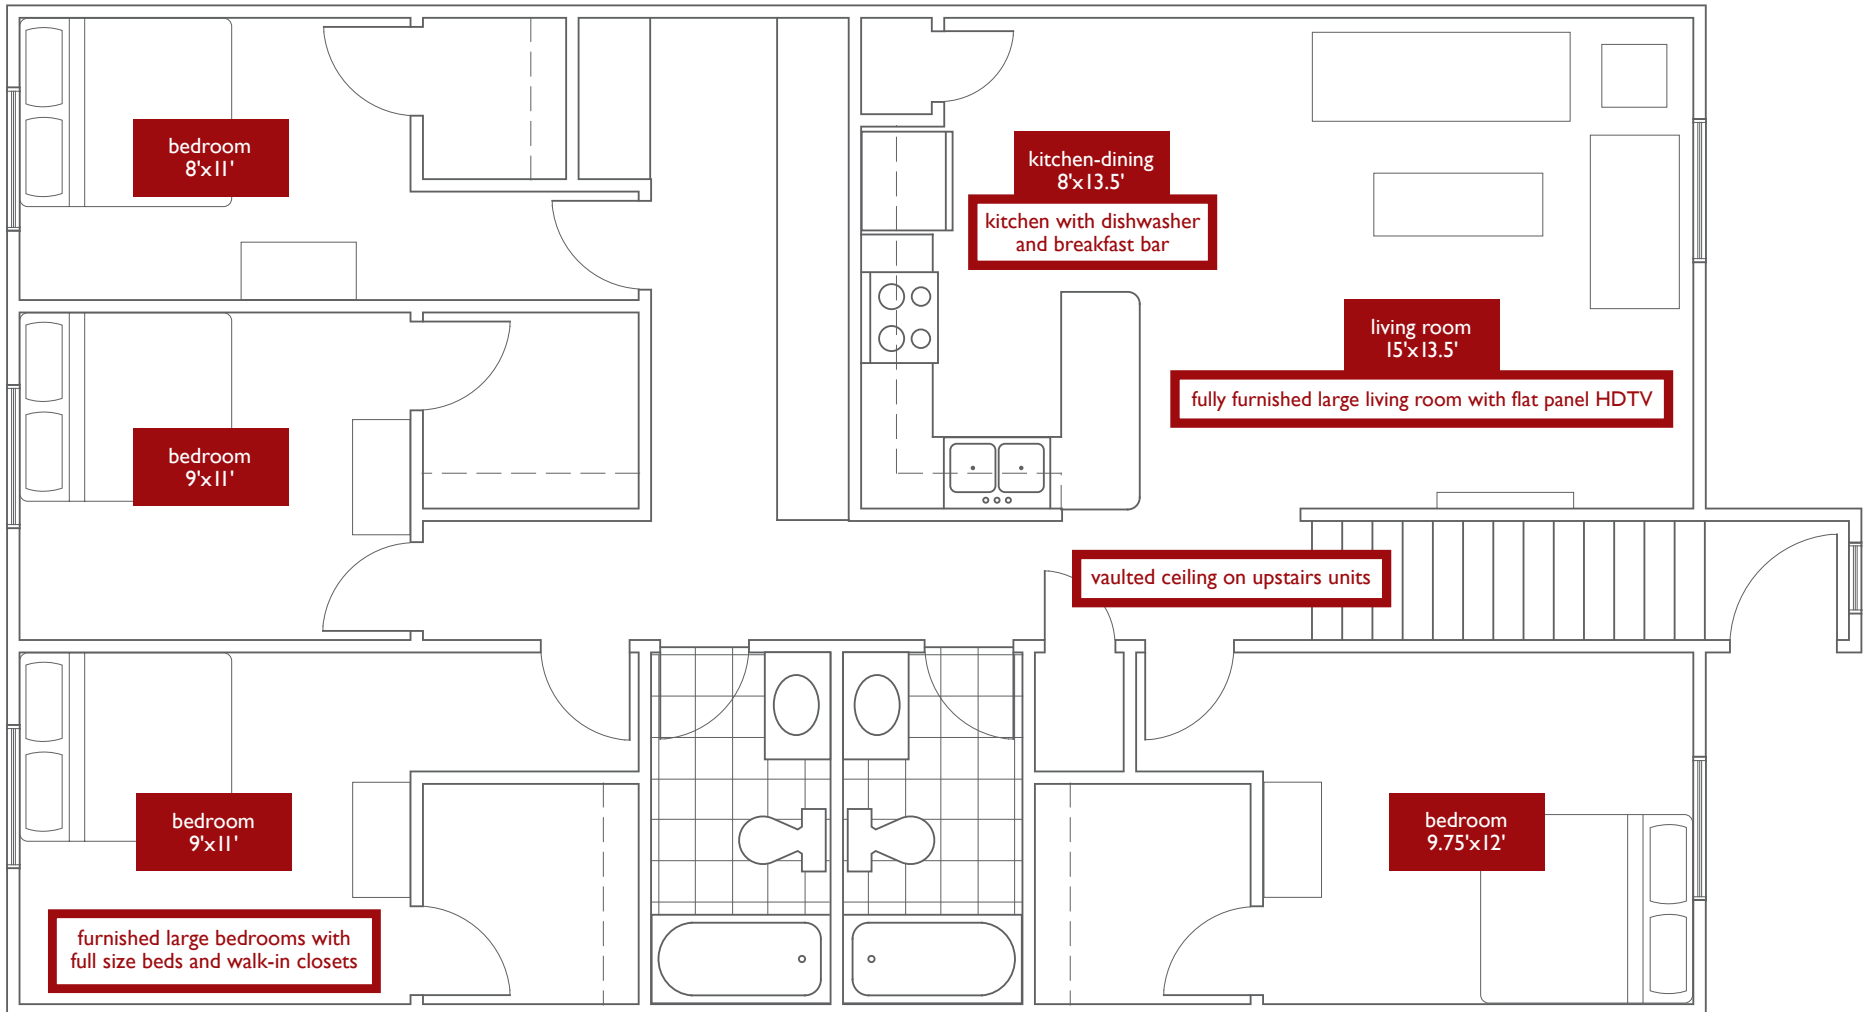 bedroom
8'x11'
kitchen-dining
8'x13.5'
kitchen with dishwasher
and breakfast bar
living room
15'x13.5'
fully furnished large living room with flat panel HDTV
bedroom
9'x11'
vaulted ceiling on upstairs units
bedroom
9'x11'
bedroom
9.75'x12'
furnished large bedrooms with
full size beds and walk-in closets